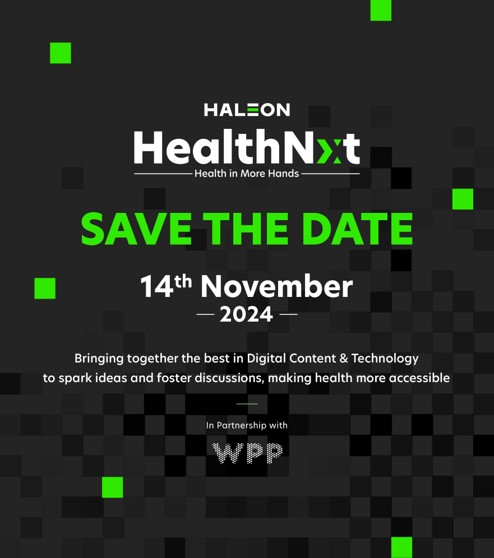 HALEON
HealthNxt
Health in More Hands
SAVE THE DATE
14th November
2024
Bringing together the best in Digital Content & Technology
to spark ideas and foster discussions, making health more accessible
In Partnership with
WPP